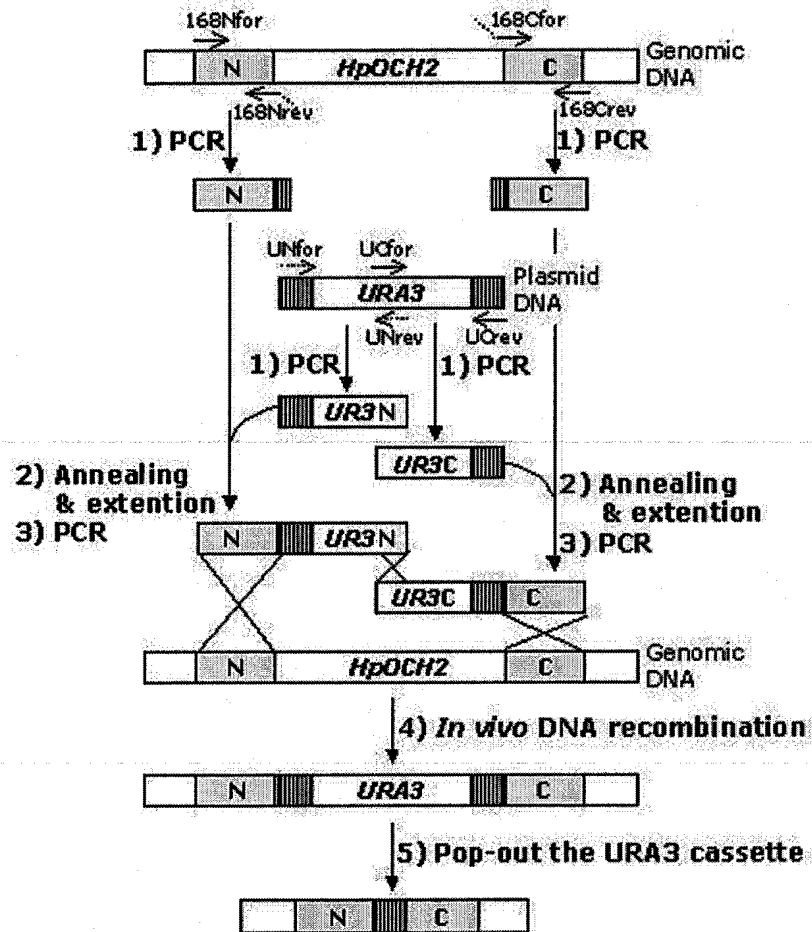 168Nfor 168Cfor
N HpOCH2 C Genomic DNA
168Nrev 168Crev
1) PCR 1) PCR
N C
UNfor UCfor
URA3 Plasmid DNA
UNrev UCrev
1) PCR 1) PCR
UR3N
UR3C
2) Annealing & extention
3) PCR
2) Annealing & extention
3) PCR
N UR3N
UR3C C
N HpOCH2 C Genomic DNA
4) In vivo DNA recombination
N URA3 C
5) Pop-out the URA3 cassette
N C